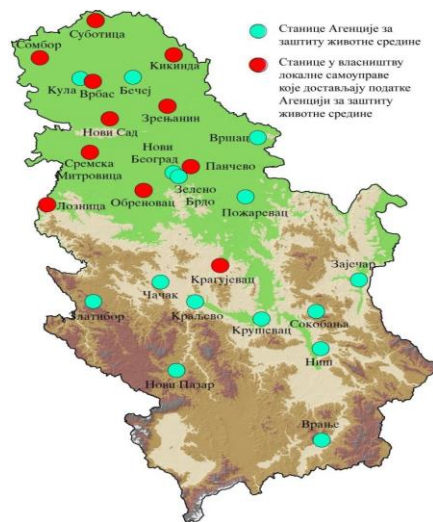 Суботица
Станице Агенције за
заштиту животне средине
Сомбор
Кикинда
Станице у власништву
локалне самоуправе
које достављају податке
Агенцији за заштиту
животне средине
Кула
Врбас
Бечеј
Зрењанин
Нови Сад
Вршац
Сремска
Митровица
Нови
Београд
Панчево
Зелено
Брдо
Обреновац
Лозница
Пожаревац
Крагујевац
Зајечар
Чачак
Златибор
Краљево
Крушевац
Сокобања
Ниш
Нови Пазар
Врање